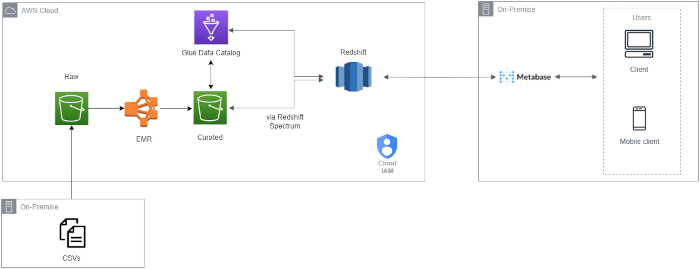 AWS Cloud
Glue Data Catalog
Raw
EMR
Curated
via Redshift
Spectrum
Redshift
Cloud
IAM
On-Premise
CSVs
On-Premise
Metabase
Users
Client
Mobile client